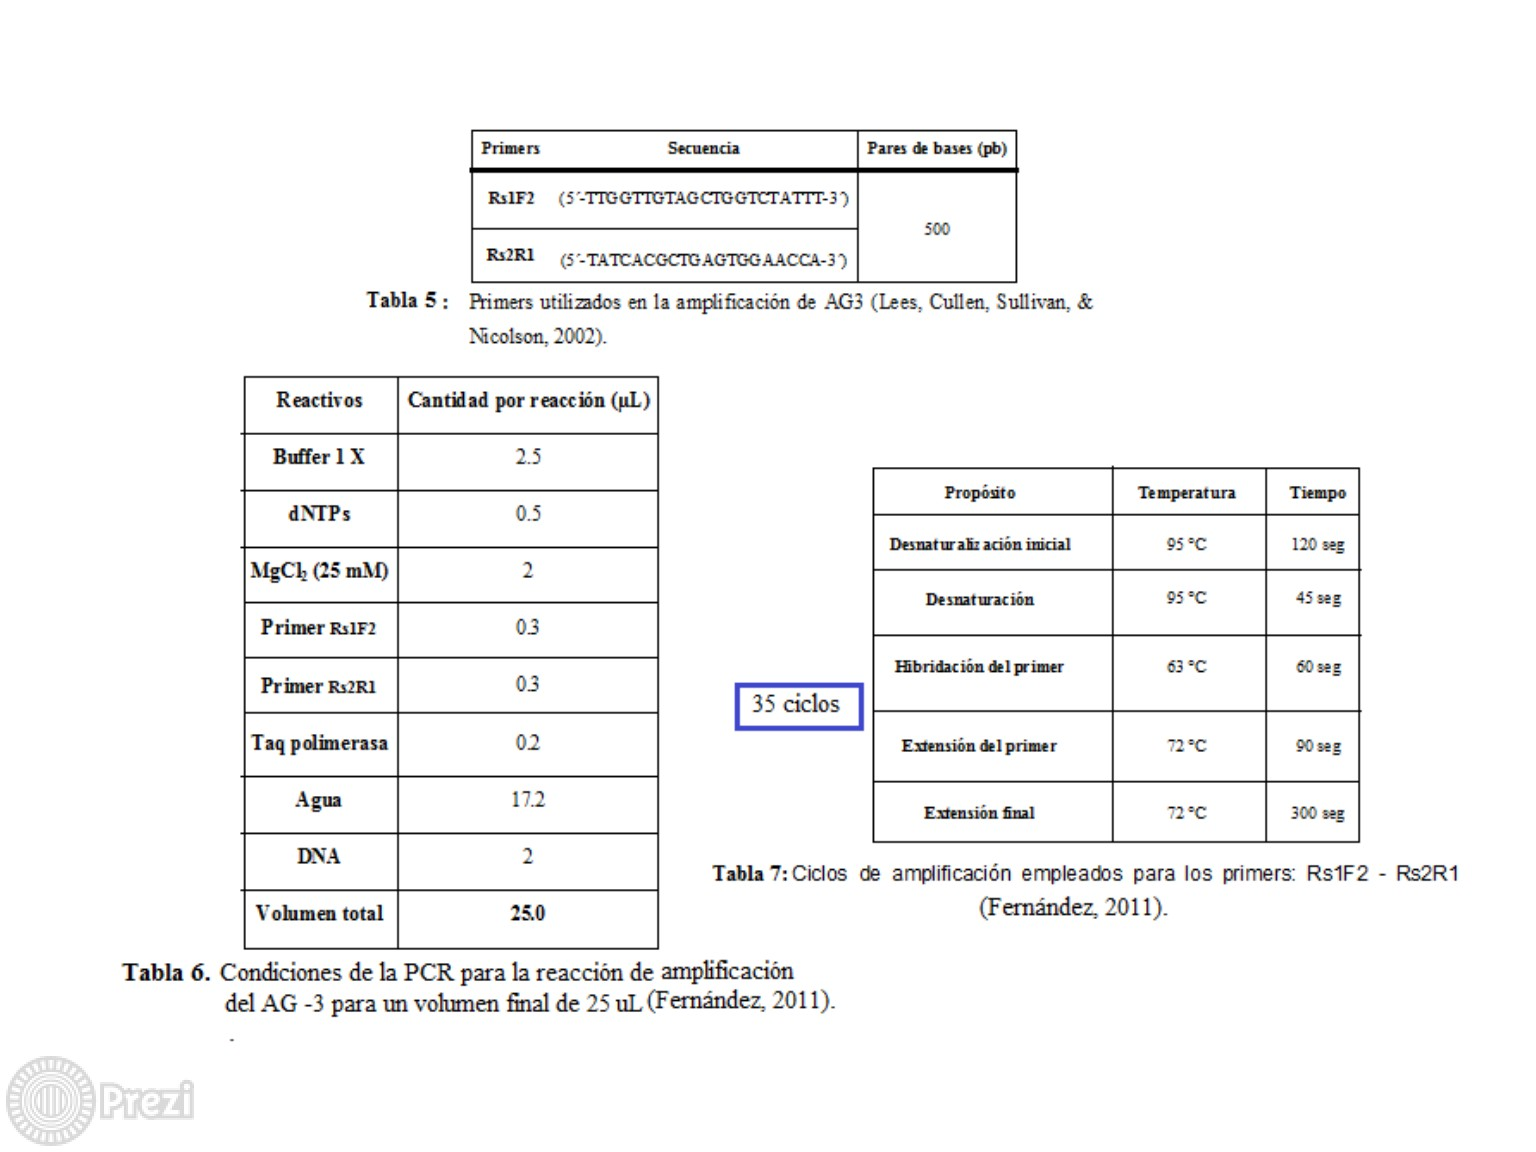 Primers Secuencia Pares de bases (pb)
Rs1F2 (5´-TTGGTTGTAGCTGGTCTATTT-3´)
500
Rs2R1 (5´-TATCACGCTGAGTGGAACCA-3´)
Tabla 5 : Primers utilizados en la amplificación de AG3 (Lees, Cullen, Sullivan, &
Nicolson, 2002).
Reactivos Cantidad por reacción (µL)
Buffer 1 X 2.5
dNTPs 0.5
MgCl₂ (25 mM) 2
Primer Rs1F2 0.3
Primer Rs2R1 0.3
Taq polimerasa 0.2
Agua 17.2
DNA 2
Volumen total 25.0
Tabla 6. Condiciones de la PCR para la reacción de amplificación
del AG -3 para un volumen final de 25 uL (Fernández, 2011).
.
35 ciclos
Propósito Temperatura Tiempo
Desnaturalización inicial 95 °C 120 seg
Desnaturación 95 °C 45 seg
Hibridación del primer 63 °C 60 seg
Extensión del primer 72 °C 90 seg
Extensión final 72 °C 300 seg
Tabla 7: Ciclos de amplificación empleados para los primers: Rs1F2 - Rs2R1
(Fernández, 2011).
Prezi